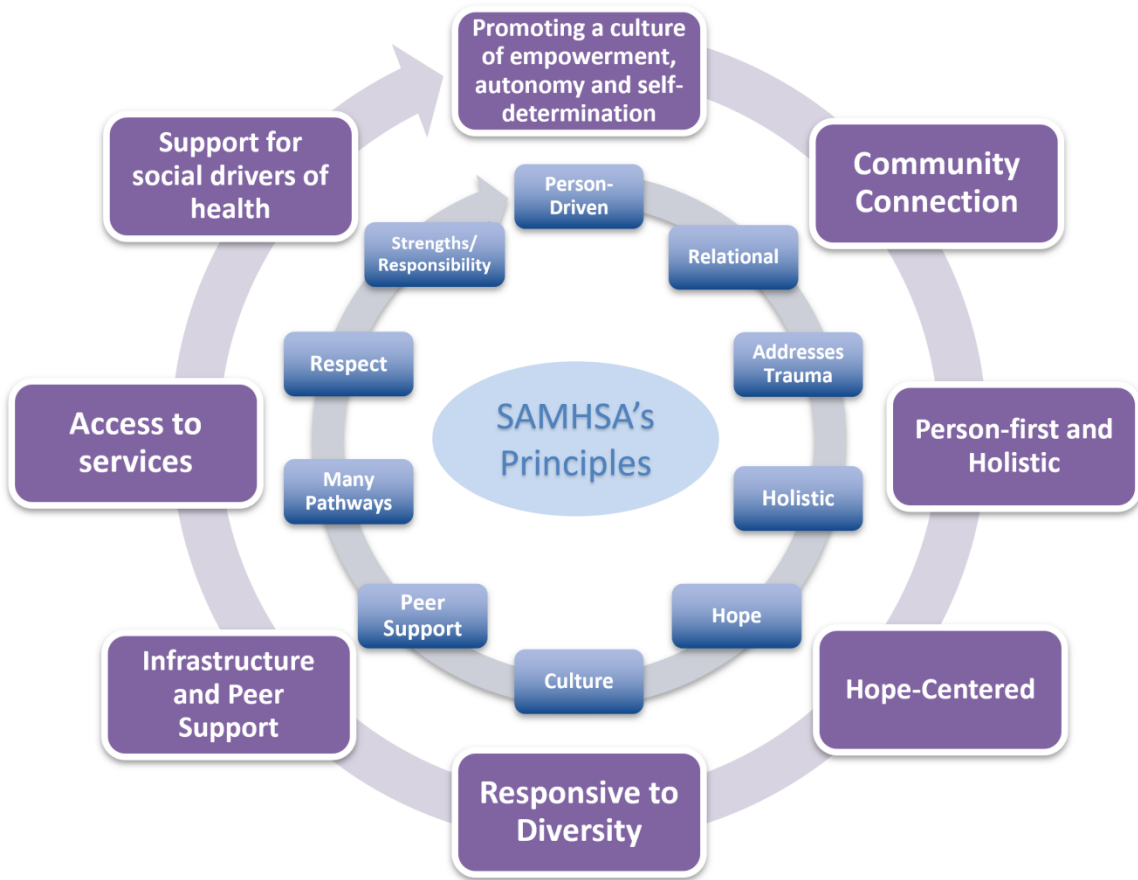 Promoting a culture
of empowerment,
autonomy and self-
determination
Community
Connection
Person-first and
Holistic
Hope-Centered
Responsive to
Diversity
Infrastructure
and Peer
Support
Access to
services
Support for
social drivers of
health
Person-
Driven
Relational
Addresses
Trauma
Holistic
Hope
Culture
Peer
Support
Many
Pathways
Respect
Strengths/
Responsibility
SAMHSA’s
Principles